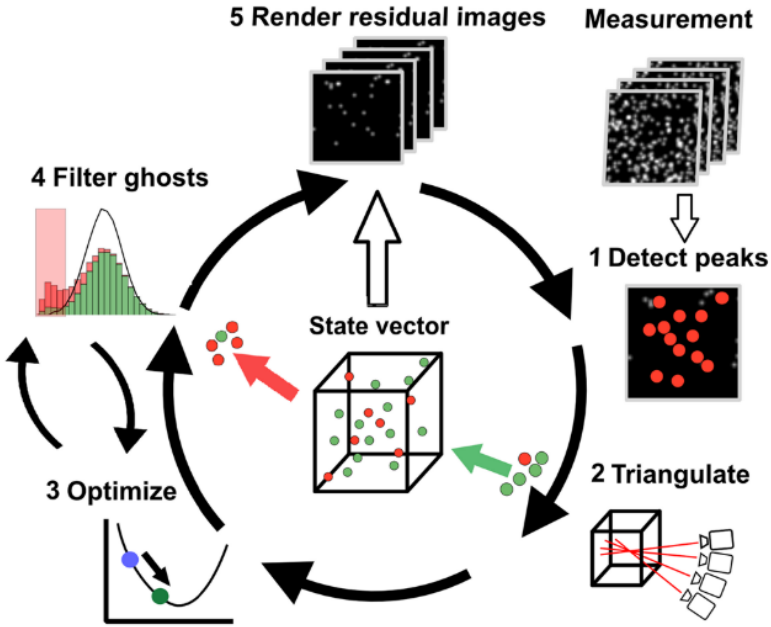 5 Render residual images
Measurement
4 Filter ghosts
1 Detect peaks
State vector
3 Optimize
2 Triangulate